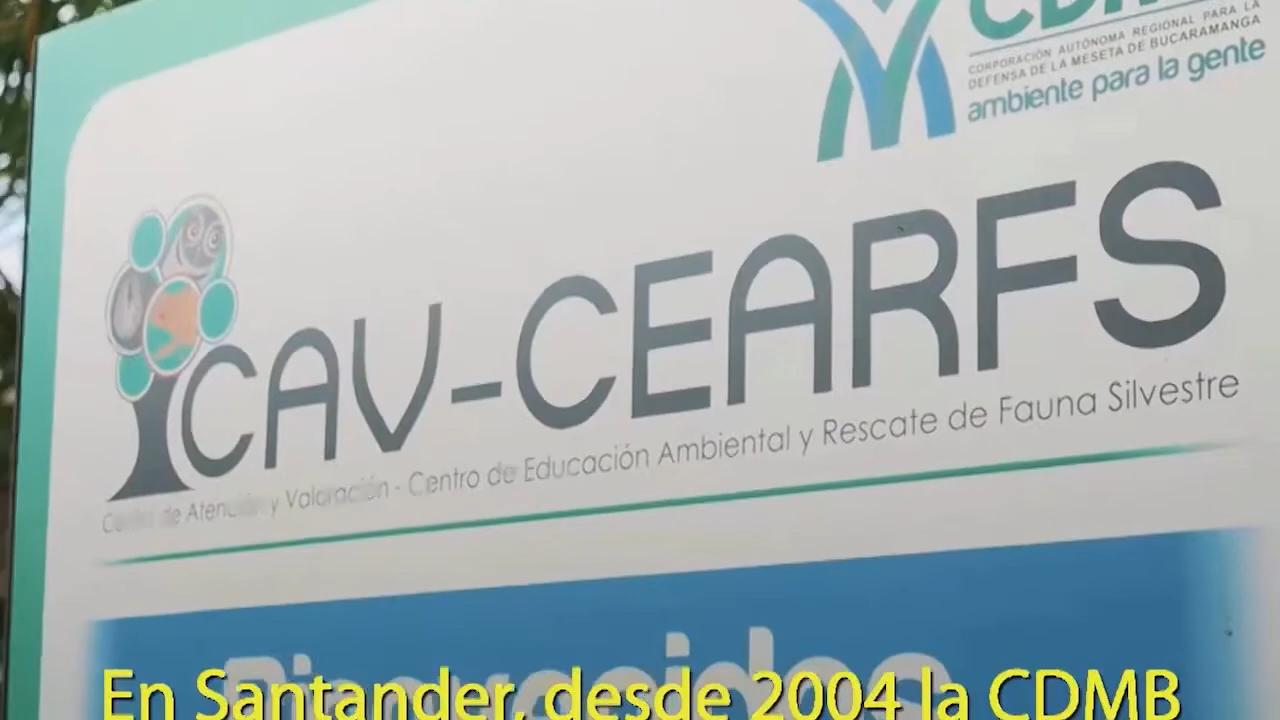 CORPORACIÓN AUTÓNOMA REGIONAL PARA LA
DEFENSA DE LA MESETA DE BUCARAMANGA
ambiente para la gente
CAV-CEARFS
Centro de Atención y Valoración - Centro de Educación Ambiental y Rescate de Fauna Silvestre
Bienvenidos
En Santander, desde 2004 la CDMB